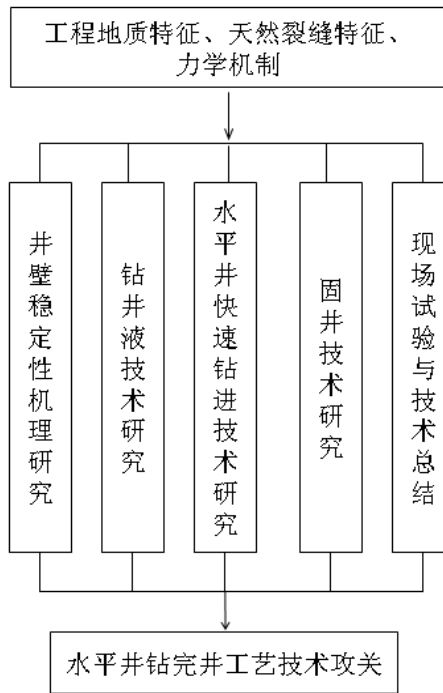 工程地质特征、天然裂缝特征、
力学机制
井壁稳定性机理研究
钻井液技术研究
水平井快速钻进技术研究
固井技术研究
现场试验与技术总结
水平井钻完井工艺技术攻关